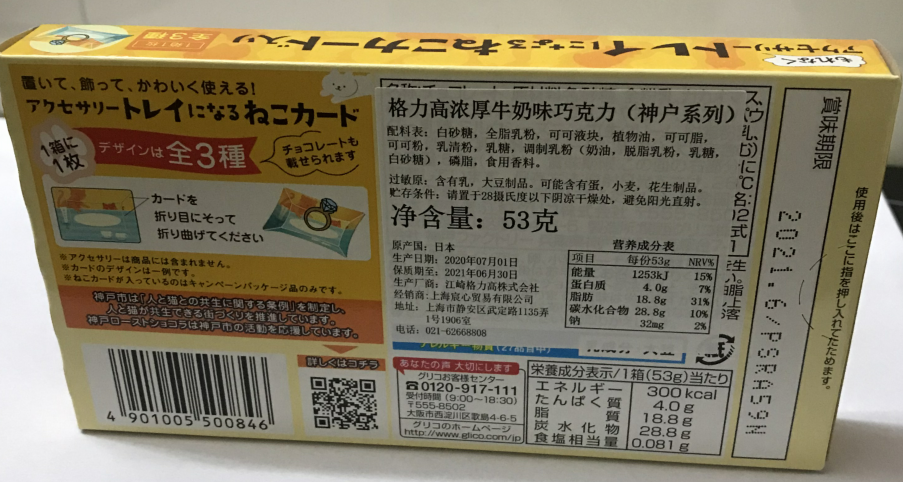 もれなく
アクセサリートレイになるねこカード入り
1箱1枚
全3種
置いて、飾って、かわいく使える!
アクセサリートレイになるねこカード
1箱に
1枚
デザインは全3種
チョコレートも
載せられます
カードを
折り目にそって
折り曲げてください
※アクセサリーは商品には含まれません。
※カードのデザインは一例です。
※ねこカードが入っているのはキャンペーンパッケージ品のみです。
神戸市は「人と猫との共生に関する条例」を制定し、
人と猫が共生できる街づくりを推進しています。
神戸ローストショコラは神戸市の活動を応援しています。
4 901005 500846
詳しくはコチラ
格力高浓厚牛奶味巧克力（神户系列）
配料表：白砂糖，全脂乳粉，可可液块，植物油，可可脂，
可可粉，乳清粉，乳糖，调制乳粉（奶油，脱脂乳粉，乳糖，
白砂糖），磷脂，食用香料。
过敏原：含有乳，大豆制品。可能含有蛋，小麦，花生制品。
贮存条件：请置于28摄氏度以下阴凉干燥处，避免阳光直射。
净含量：53克
原产国：日本
生产日期：2020年07月01日
保质期至：2021年06月30日
生产厂商：江崎格力高株式会社
经销商:上海宸心贸易有限公司
地址：上海市静安区武定路1135弄
1号1906室
电话：021-62668808
营养成分表
项目 每份53g NRV%
能量 1253kJ 15%
蛋白质 4.0g 7%
脂肪 18.8g 31%
碳水化合物 28.8g 10%
钠 32mg 2%
アレルギー物質(27品目中)
あなたの声 大切にします
グリコお客様センター
0120-917-111
受付時間(9:00~18:30)
〒555-8502
大阪市西淀川区歌島4-6-5
グリコのホームページ
http://www.glico.com/jp
栄養成分表示/1箱(53g)当たり
エネルギー 300kcal
たんぱく質 4.0g
脂質 18.8g
炭水化物 28.8g
食塩相当量 0.081g
賞味期限
2021.6/PSRA59N
使用後はここに指を押し入れてたためます。